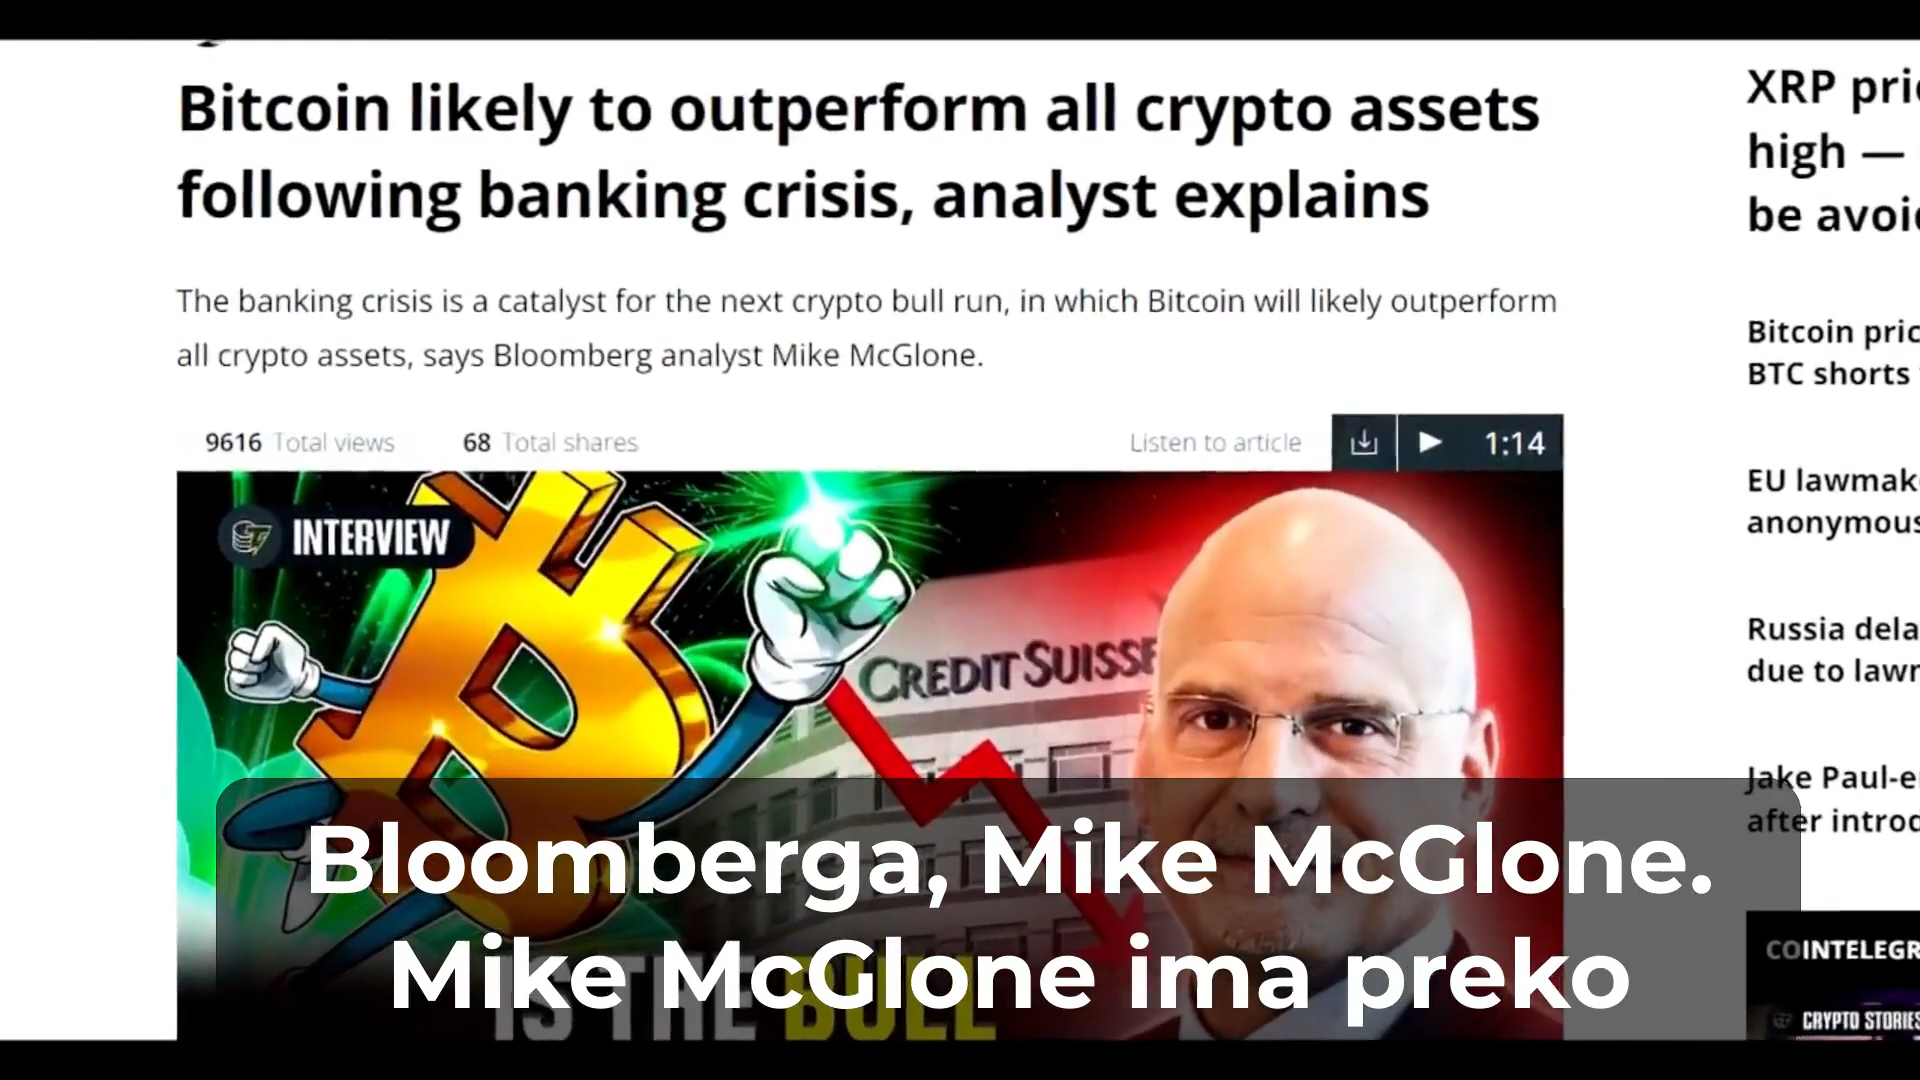 Bitcoin likely to outperform all crypto assets
following banking crisis, analyst explains
The banking crisis is a catalyst for the next crypto bull run, in which Bitcoin will likely outperform
all crypto assets, says Bloomberg analyst Mike McGlone.
9616 Total views 68 Total shares
Listen to article 1:14
INTERVIEW
CREDIT SUISSE
IS THE BULL
Bloomberga, Mike McGlone.
Mike McGlone ima preko
XRP pri
high —
be avoi
Bitcoin pric
BTC shorts
EU lawmak
anonymous
Russia dela
due to lawm
Jake Paul-e
after introd
COINTELEGR
CRYPTO STORIES